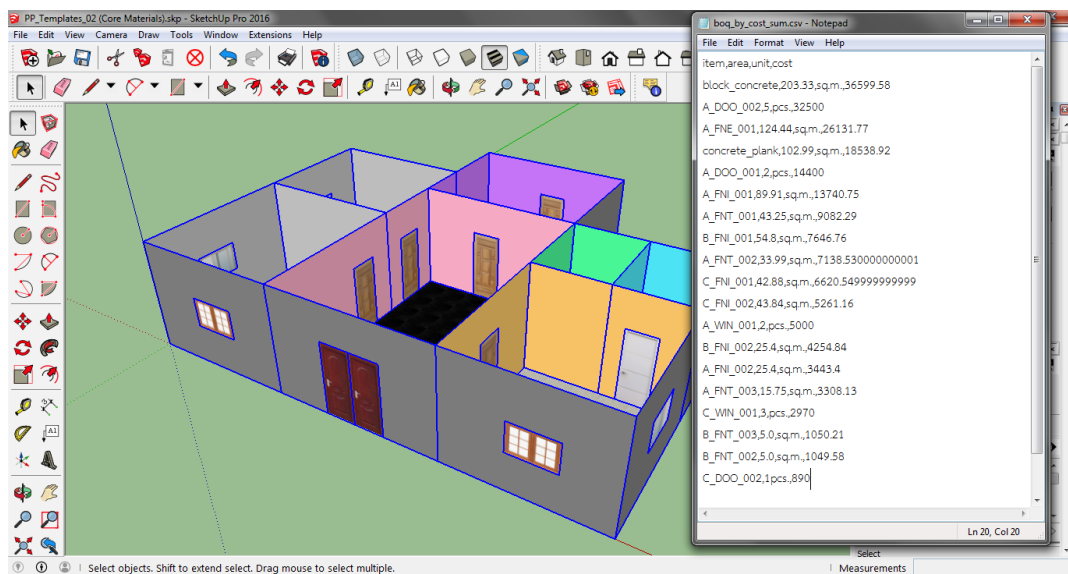 PP_Templates_02 (Core Materials).skp - SketchUp Pro 2016
File Edit View Camera Draw Tools Window Extensions Help
A1
A1
boq_by_cost_sum.csv - Notepad
File Edit Format View Help
item,area,unit,cost
block_concrete,203.33,sq.m.,36599.58
A_DOO_002,5,pcs.,32500
A_FNE_001,124.44,sq.m.,26131.77
concrete_plank,102.99,sq.m.,18538.92
A_DOO_001,2,pcs.,14400
A_FNI_001,89.91,sq.m.,13740.75
A_FNT_001,43.25,sq.m.,9082.29
B_FNI_001,54.8,sq.m.,7646.76
A_FNT_002,33.99,sq.m.,7138.530000000001
C_FNI_001,42.88,sq.m.,6620.549999999999
C_FNI_002,43.84,sq.m.,5261.16
A_WIN_001,2,pcs.,5000
B_FNI_002,25.4,sq.m.,4254.84
A_FNI_002,25.4,sq.m.,3443.4
A_FNT_003,15.75,sq.m.,3308.13
C_WIN_001,3,pcs.,2970
B_FNT_003,5.0,sq.m.,1050.21
B_FNT_002,5.0,sq.m.,1049.58
C_DOO_002,1pcs.,890
Ln 20, Col 20
Select
Select objects. Shift to extend select. Drag mouse to select multiple.
Measurements